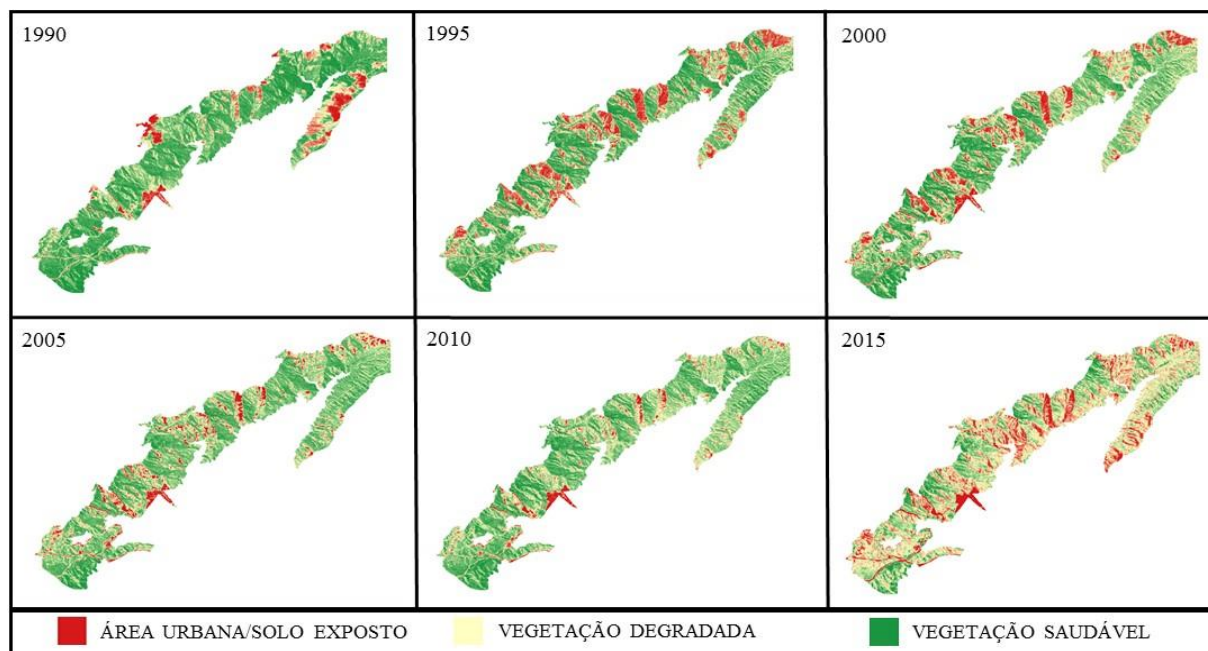 1990
1995
2000
2005
2010
2015
ÁREA URBANA/SOLO EXPOSTO
VEGETAÇÃO DEGRADADA
VEGETAÇÃO SAUDÁVEL